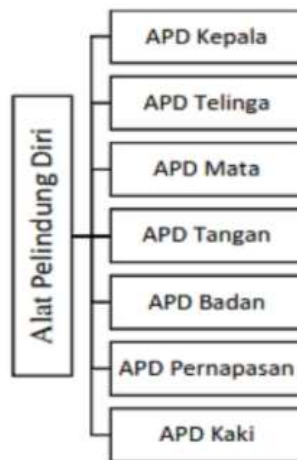 Alat Pelindung Diri
APD Kepala
APD Telinga
APD Mata
APD Tangan
APD Badan
APD Pernapasan
APD Kaki